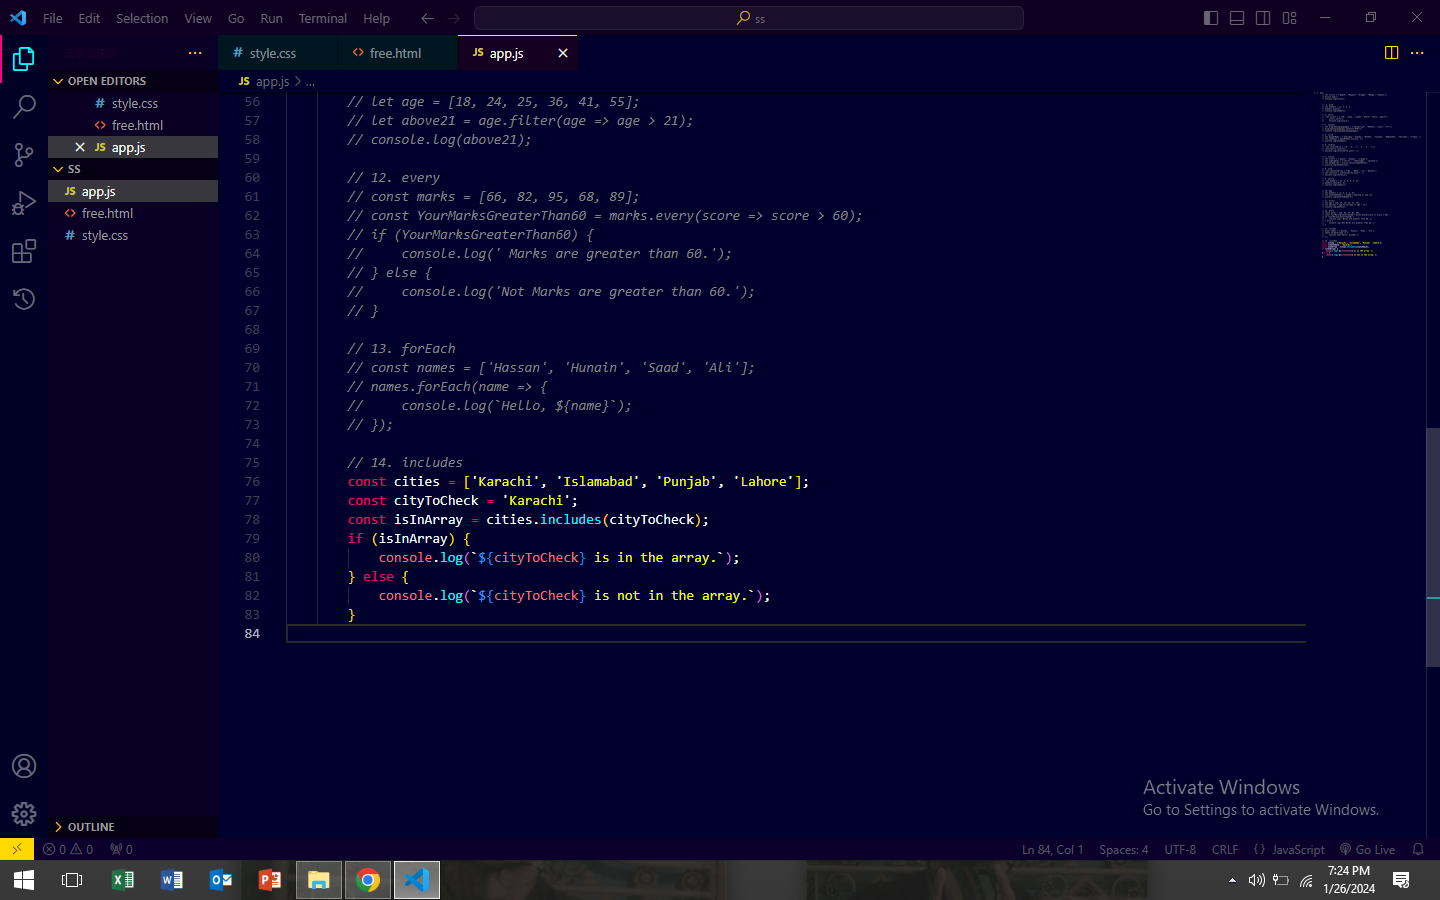 File Edit Selection View Go Run Terminal Help
ss
EXPLORER
style.css free.html app.js
OPEN EDITORS
style.css
free.html
app.js
SS
app.js
free.html
style.css
OUTLINE
JS app.js > ...
56 // let age = [18, 24, 25, 36, 41, 55];
57 // let above21 = age.filter(age => age > 21);
58 // console.log(above21);
59
60 // 12. every
61 // const marks = [66, 82, 95, 68, 89];
62 // const YourMarksGreaterThan60 = marks.every(score => score > 60);
63 // if (YourMarksGreaterThan60) {
64 //     console.log(' Marks are greater than 60.');
65 // } else {
66 //     console.log('Not Marks are greater than 60.');
67 // }
68
69 // 13. forEach
70 // const names = ['Hassan', 'Hunain', 'Saad', 'Ali'];
71 // names.forEach(name => {
72 //     console.log(`Hello, ${name}`);
73 // });
74
75 // 14. includes
76 const cities = ['Karachi', 'Islamabad', 'Punjab', 'Lahore'];
77 const cityToCheck = 'Karachi';
78 const isInArray = cities.includes(cityToCheck);
79 if (isInArray) {
80     console.log(`${cityToCheck} is in the array.`);
81 } else {
82     console.log(`${cityToCheck} is not in the array.`);
83 }
84
Activate Windows
Go to Settings to activate Windows.
0 0 0
Ln 84, Col 1 Spaces: 4 UTF-8 CRLF {} JavaScript Go Live
7:24 PM
1/26/2024